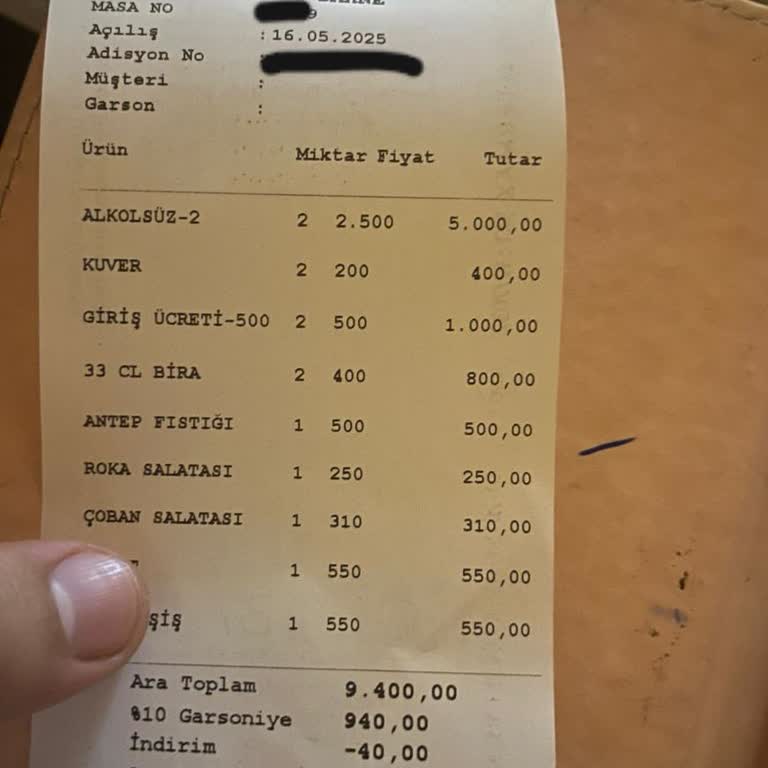 MASA NO 9
Açılış :16.05.2025
Adisyon No :
Müşteri :
Garson :
Ürün Miktar Fiyat Tutar
ALKOLSÜZ-2 2 2.500 5.000,00
KUVER 2 200 400,00
GİRİŞ ÜCRETİ-500 2 500 1.000,00
33 CL BİRA 2 400 800,00
ANTEP FISTIĞI 1 500 500,00
ROKA SALATASI 1 250 250,00
ÇOBAN SALATASI 1 310 310,00
1 550 550,00
ŞİŞ 1 550 550,00
Ara Toplam 9.400,00
%10 Garsoniye 940,00
İndirim -40,00